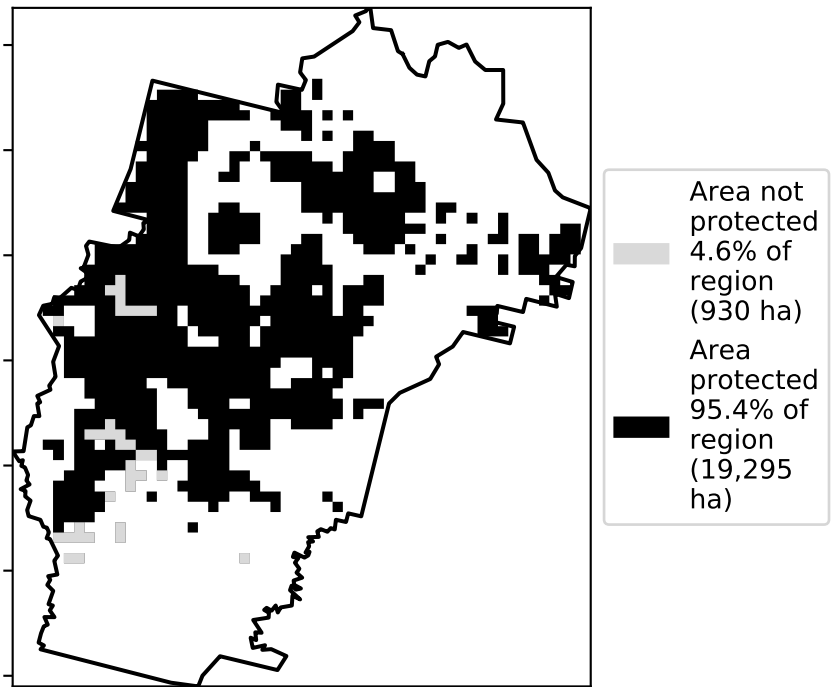 Area not
protected
4.6% of
region
(930 ha)
Area
protected
95.4% of
region
(19,295
ha)